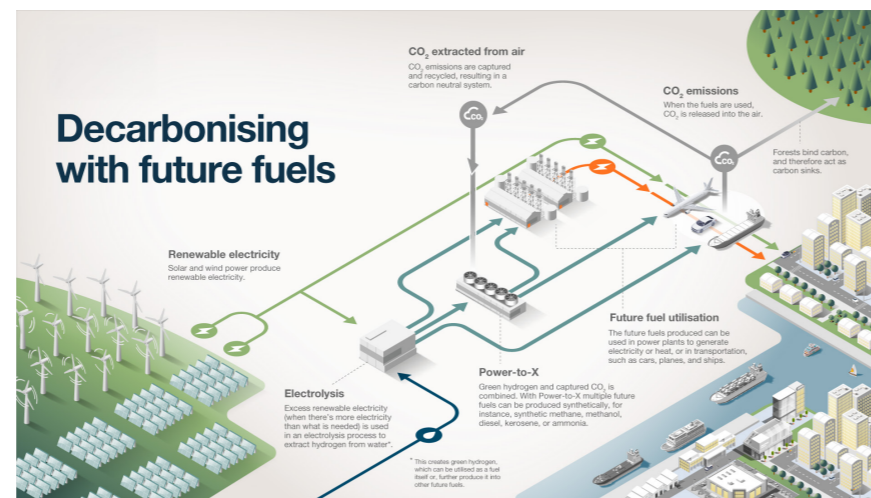 Decarbonising
with future fuels
CO₂ extracted from air
CO₂ emissions are captured
and recycled, resulting in a
carbon neutral system.
CO₂
CO₂ emissions
When the fuels are used,
CO₂ is released into the air.
CO₂
Forests bind carbon,
and therefore act as
carbon sinks.
Renewable electricity
Solar and wind power produce
renewable electricity.
Future fuel utilisation
The future fuels produced can be
used in power plants to generate
electricity or heat, or in transportation,
such as cars, planes, and ships.
Electrolysis
Excess renewable electricity
(when there's more electricity
than what is needed) is used
in an electrolysis process to
extract hydrogen from water*.
Power-to-X
Green hydrogen and captured CO₂ is
combined. With Power-to-X multiple future
fuels can be produced synthetically, for
instance, synthetic methane, methanol,
diesel, kerosene, or ammonia.
* This creates green hydrogen,
which can be utilised as a fuel
itself or, further produce it into
other future fuels.